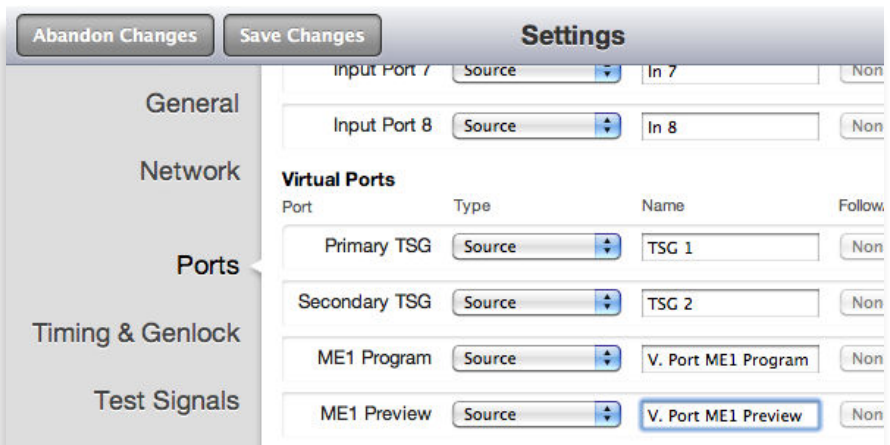 Abandon Changes Save Changes Settings
Input Port 7 Source In 7 Non
General
Input Port 8 Source In 8 Non
Network
Virtual Ports
Port Type Name Follow
Primary TSG Source TSG 1 Non
Ports
Secondary TSG Source TSG 2 Non
Timing & Genlock
ME1 Program Source V. Port ME1 Program Non
Test Signals
ME1 Preview Source V. Port ME1 Preview Non